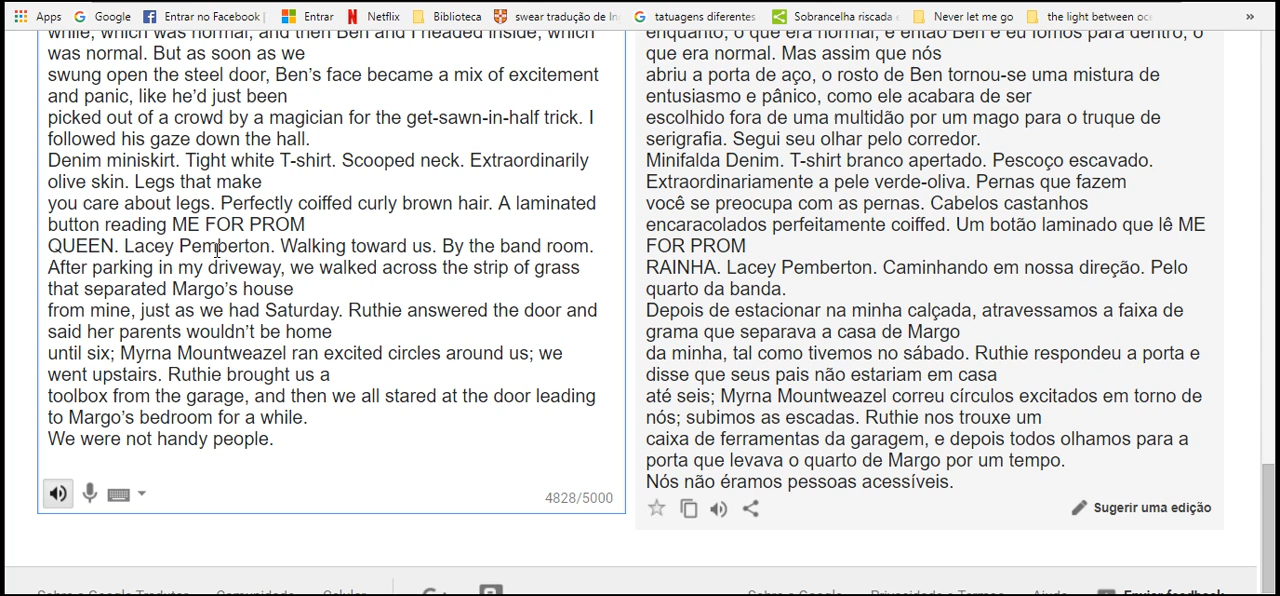 Apps Google Entrar no Facebook Entrar Netflix Biblioteca swear tradução de In tatuagens diferentes Sobrancelha riscada Never let me go the light between oce »
while, which was normal, and then Ben and I headed inside, which
was normal. But as soon as we
swung open the steel door, Ben’s face became a mix of excitement
and panic, like he’d just been
picked out of a crowd by a magician for the get-sawn-in-half trick. I
followed his gaze down the hall.
Denim miniskirt. Tight white T-shirt. Scooped neck. Extraordinarily
olive skin. Legs that make
you care about legs. Perfectly coiffed curly brown hair. A laminated
button reading ME FOR PROM
QUEEN. Lacey Pemberton. Walking toward us. By the band room.
After parking in my driveway, we walked across the strip of grass
that separated Margo’s house
from mine, just as we had Saturday. Ruthie answered the door and
said her parents wouldn’t be home
until six; Myrna Mountweazel ran excited circles around us; we
went upstairs. Ruthie brought us a
toolbox from the garage, and then we all stared at the door leading
to Margo’s bedroom for a while.
We were not handy people.
4828/5000
enquanto, o que era normal, e então Ben e eu fomos para dentro, o
que era normal. Mas assim que nós
abriu a porta de aço, o rosto de Ben tornou-se uma mistura de
entusiasmo e pânico, como ele acabara de ser
escolhido fora de uma multidão por um mago para o truque de
serigrafia. Segui seu olhar pelo corredor.
Minifalda Denim. T-shirt branco apertado. Pescoço escavado.
Extraordinariamente a pele verde-oliva. Pernas que fazem
você se preocupa com as pernas. Cabelos castanhos
encaracolados perfeitamente coiffed. Um botão laminado que lê ME
FOR PROM
RAINHA. Lacey Pemberton. Caminhando em nossa direção. Pelo
quarto da banda.
Depois de estacionar na minha calçada, atravessamos a faixa de
grama que separava a casa de Margo
da minha, tal como tivemos no sábado. Ruthie respondeu a porta e
disse que seus pais não estariam em casa
até seis; Myrna Mountweazel correu círculos excitados em torno de
nós; subimos as escadas. Ruthie nos trouxe um
caixa de ferramentas da garagem, e depois todos olhamos para a
porta que levava o quarto de Margo por um tempo.
Nós não éramos pessoas acessíveis.
Sugerir uma edição
Sobre o Google Tradutor Comunidade Celular Sobre o Google Privacidade e Termos Ajuda Enviar feedback